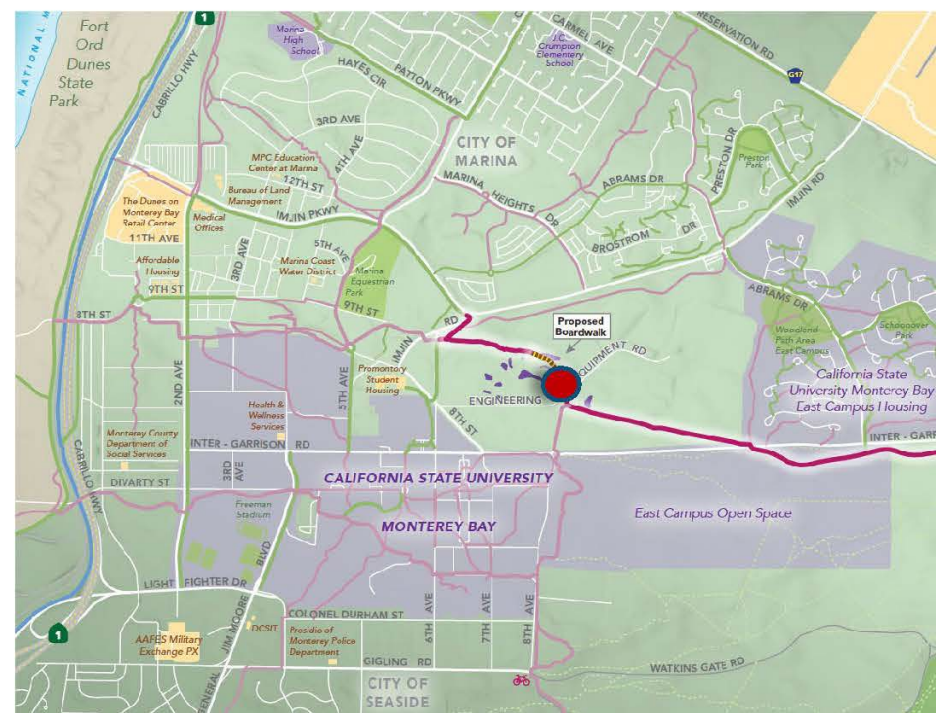 NATIONAL M
Fort
Ord
Dunes
State
Park
1
CABRILLO HWY
Marina
High
School
HAYES CIR
PATTON PKWY
J.C.
Crumpton
Elementary
School
CARMEL AVE
RESERVATION RD
G17
3RD AVE
4TH AVE
CITY OF
MARINA
PRESTON DR
Preston
Park
MPC Education
Center at Marina
12TH ST
Bureau of Land
Management
MARINA
HEIGHTS DR
ABRAMS DR
IMJIN RD
The Dunes on
Monterey Bay
Retail Center
Medical
Offices
IMJIN PKWY
BROSTROM DR
11TH AVE
3RD AVE
5TH AVE
Affordable
Housing
Marina Coast
Water District
Marina
Equestrian
Park
9TH ST
9TH ST
ABRAMS DR
8TH ST
IMJIN
RD
Proposed
Boardwalk
EQUIPMENT RD
Woodland
Path Area
East Campus
Schoonover
Park
2ND AVE
5TH AVE
Promontory
Student
Housing
ENGINEERING
8TH ST
California State
University Monterey Bay
East Campus Housing
Health &
Wellness
Services
Monterey County
Department of
Social Services
INTER - GARRISON RD
INTER - GARR
CABRILLO HWY
3RD
AVE
DIVARTY ST
CALIFORNIA STATE UNIVERSITY
MONTEREY BAY
East Campus Open Space
Freeman
Stadium
LIGHT FIGHTER DR
BLVD
JIM MOORE
GENERAL
COLONEL DURHAM ST
6TH AVE
7TH AVE
8TH AVE
1
AAFES Military
Exchange PX
DCSIT
Presidio of
Monterey Police
Department
GIGLING RD
CITY OF
SEASIDE
WATKINS GATE RD